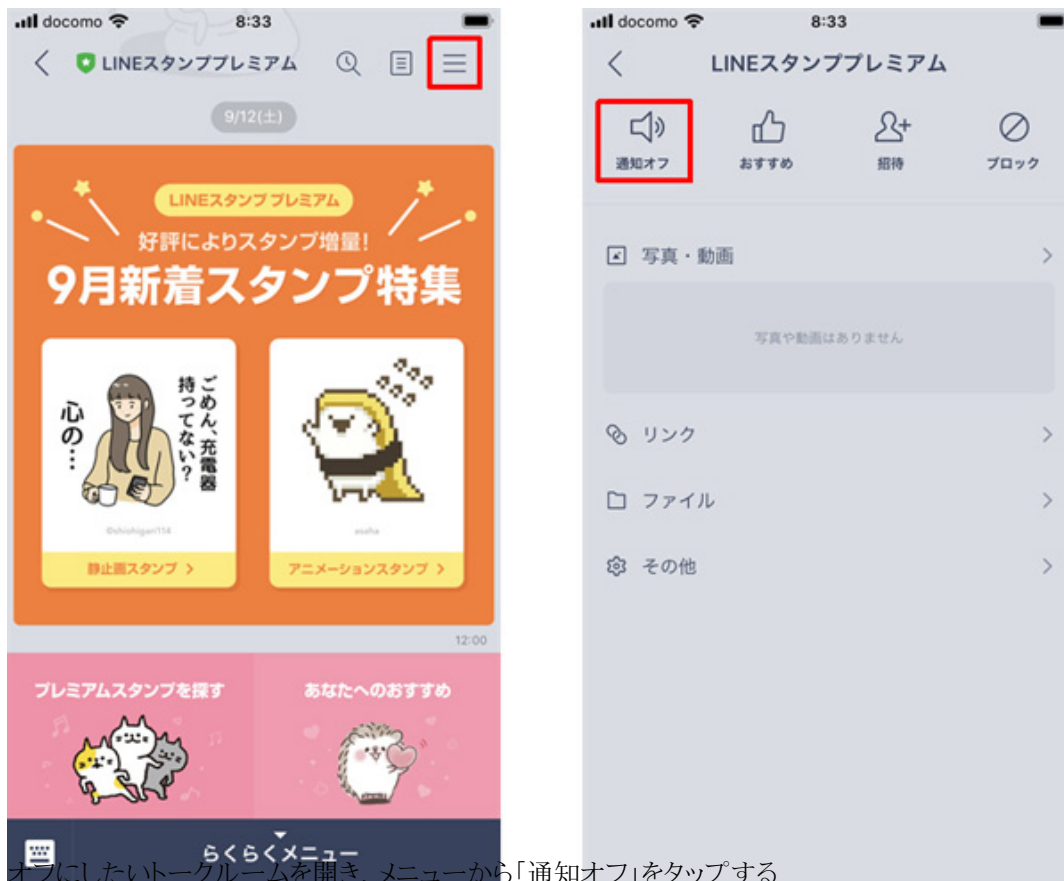 docomo 8:33
LINEスタンププレミアム
9/12(土)
LINEスタンプ プレミアム
好評によりスタンプ増量!
9月新着スタンプ特集
ごめん、充電器
持ってない?
心の…
©shiohigari114
asaha
静止画スタンプ >
アニメーションスタンプ >
12:00
プレミアムスタンプを探す
あなたへのおすすめ
らくらくメニュー
docomo 8:33
LINEスタンププレミアム
通知オフ
おすすめ
招待
ブロック
写真・動画
写真や動画はありません
リンク
ファイル
その他
オフにしたいトークルームを開き、メニューから「通知オフ」をタップする